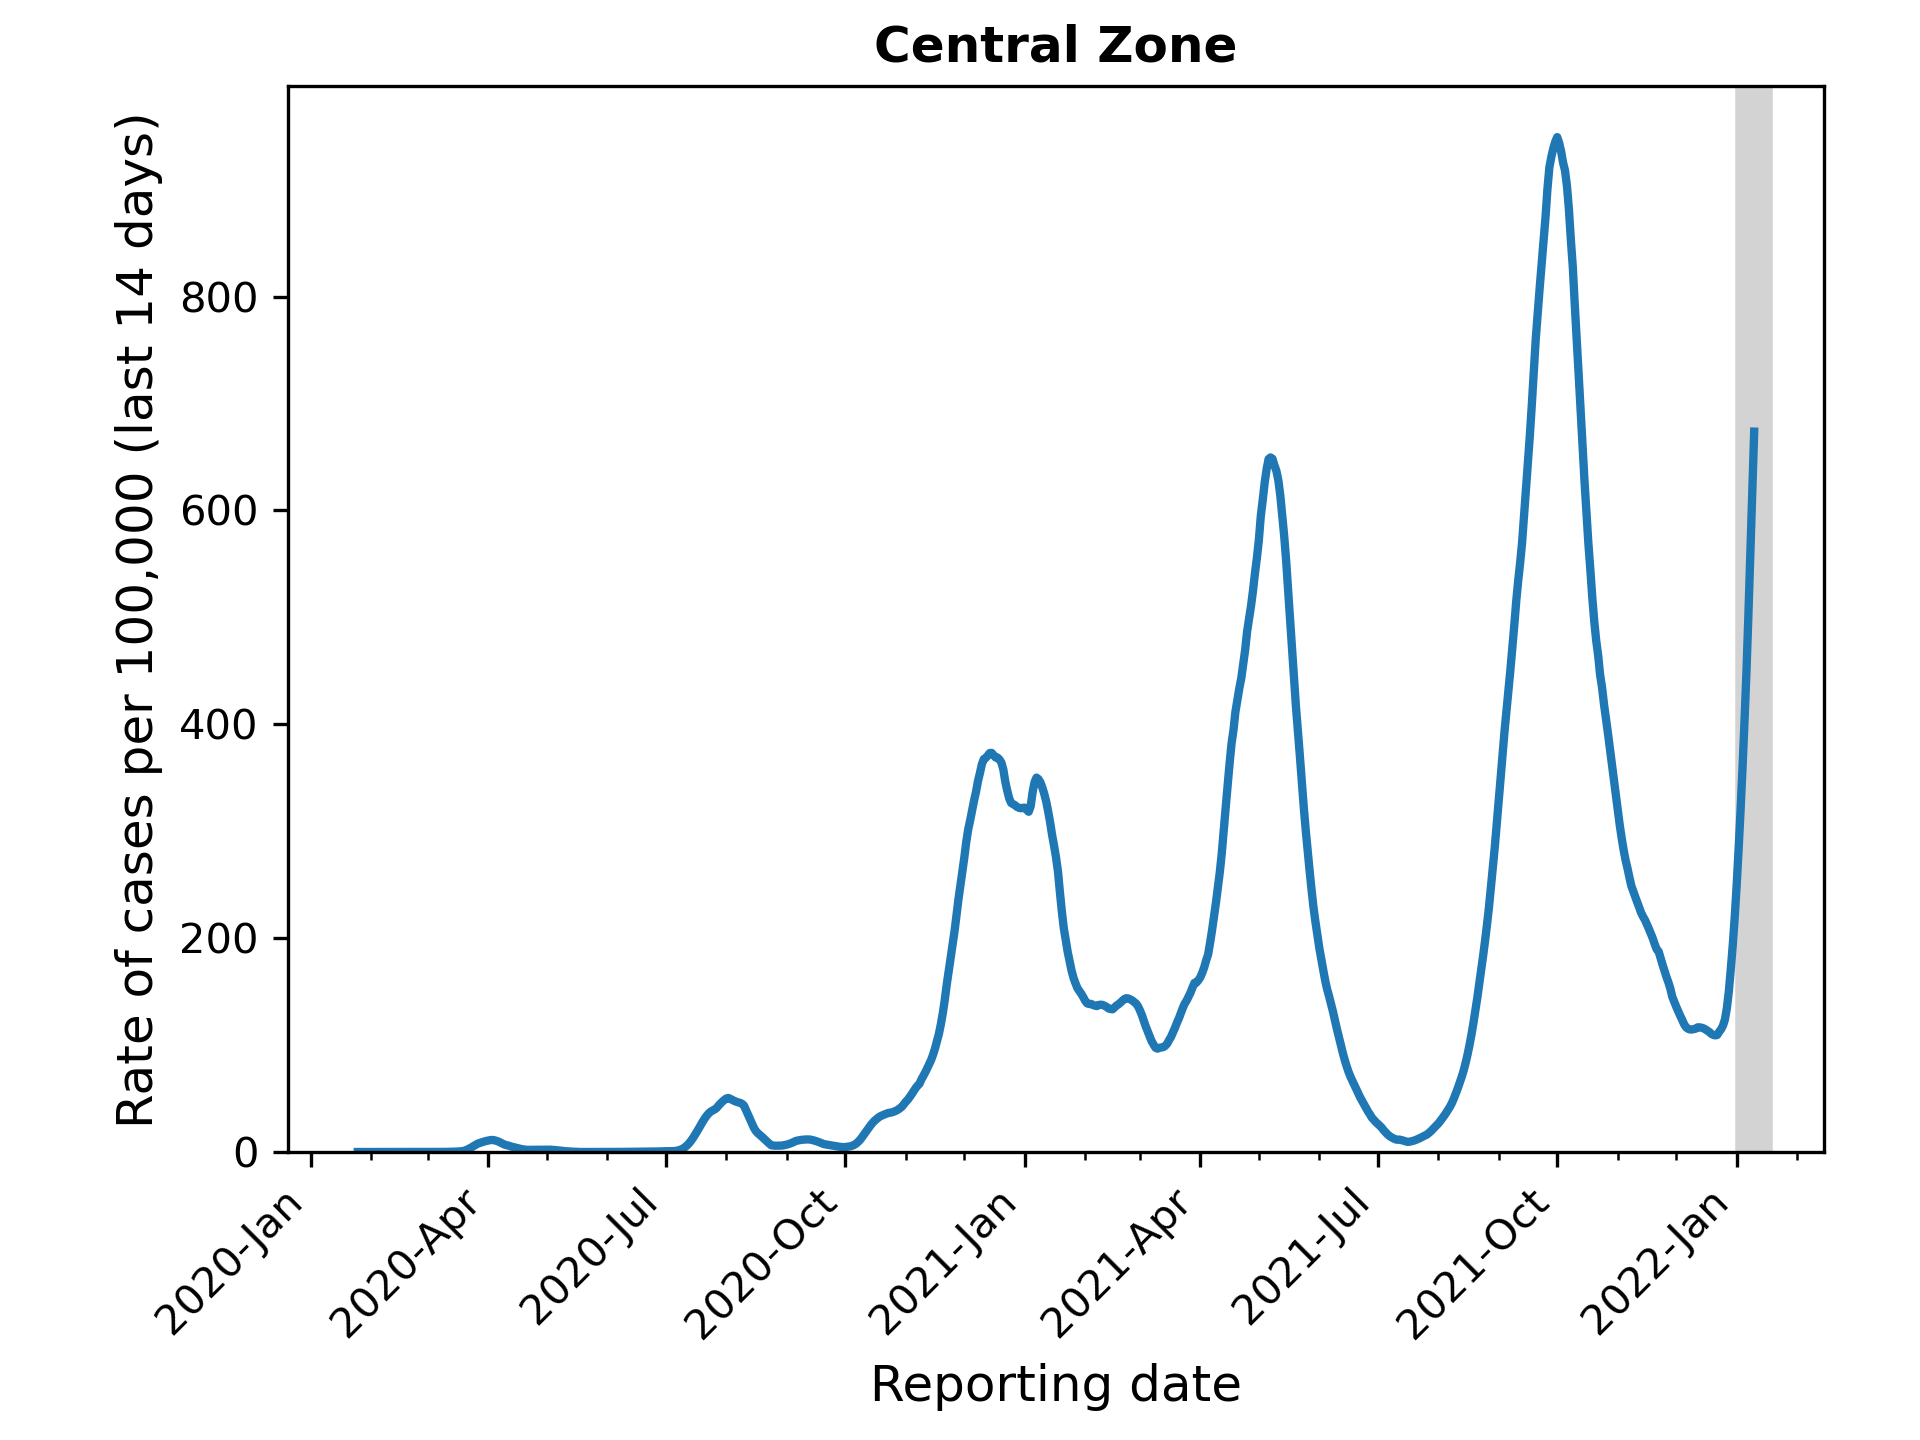 Central Zone
Rate of cases per 100,000 (last 14 days)
800
600
400
200
0
2020-Jan
2020-Apr
2020-Jul
2020-Oct
2021-Jan
2021-Apr
2021-Jul
2021-Oct
2022-Jan
Reporting date